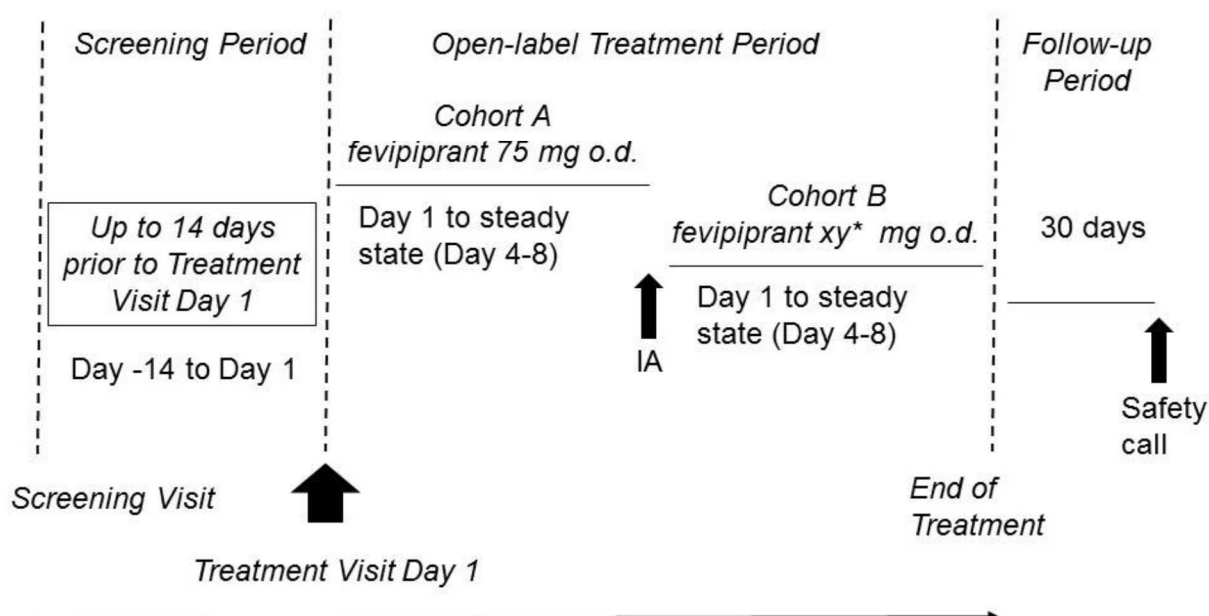 Screening Period
Open-label Treatment Period
Follow-up
Period
Cohort A
fevipiprant 75 mg o.d.
Up to 14 days
prior to Treatment
Visit Day 1
Day -14 to Day 1
Day 1 to steady
state (Day 4-8)
IA
Cohort B
fevipiprant xy* mg o.d.
Day 1 to steady
state (Day 4-8)
30 days
Safety
call
Screening Visit
Treatment Visit Day 1
End of
Treatment